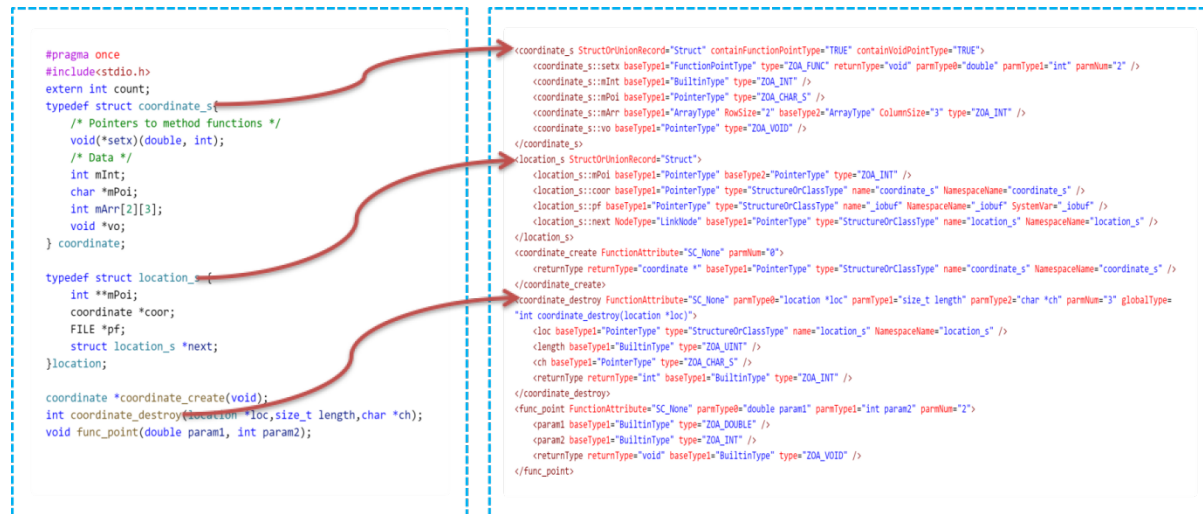 #pragma once
#include<stdio.h>
extern int count;
typedef struct coordinate_s{
/* Pointers to method functions */
void(*setx)(double, int);
/* Data */
int mInt;
char *mPoi;
int mArr[2][3];
void *vo;
} coordinate;
typedef struct location_s {
int **mPoi;
coordinate *coor;
FILE *pf;
struct location_s *next;
}location;
coordinate *coordinate_create(void);
int coordinate_destroy(location *loc,size_t length,char *ch);
void func_point(double param1, int param2);
<coordinate_s StructOrUnionRecord="Struct" containFunctionPointType="TRUE" containVoidPointType="TRUE">
<coordinate_s::setx baseType1="FunctionPointType" type="ZOA_FUNC" returnType="void" parmType0="double" parmType1="int" parmNum="2" />
<coordinate_s::mInt baseType1="BuiltinType" type="ZOA_INT" />
<coordinate_s::mPoi baseType1="PointerType" type="ZOA_CHAR_S" />
<coordinate_s::mArr baseType1="ArrayType" RowSize="2" baseType2="ArrayType" ColumnSize="3" type="ZOA_INT" />
<coordinate_s::vo baseType1="PointerType" type="ZOA_VOID" />
</coordinate_s>
<location_s StructOrUnionRecord="Struct">
<location_s::mPoi baseType1="PointerType" baseType2="PointerType" type="ZOA_INT" />
<location_s::coor baseType1="PointerType" type="StructureOrClassType" name="coordinate_s" NamespaceName="coordinate_s" />
<location_s::pf baseType1="PointerType" type="StructureOrClassType" name="_iobuf" NamespaceName="_iobuf" SystemVar="_iobuf" />
<location_s::next NodeType="LinkNode" baseType1="PointerType" type="StructureOrClassType" name="location_s" NamespaceName="location_s" />
</location_s>
<coordinate_create FunctionAttribute="SC_None" parmNum="0">
<returnType returnType="coordinate *" baseType1="PointerType" type="StructureOrClassType" name="coordinate_s" NamespaceName="coordinate_s" />
</coordinate_create>
<coordinate_destroy FunctionAttribute="SC_None" parmType0="location *loc" parmType1="size_t length" parmType2="char *ch" parmNum="3" globalType=
"int coordinate_destroy(location *loc)">
<loc baseType1="PointerType" type="StructureOrClassType" name="location_s" NamespaceName="location_s" />
<length baseType1="BuiltinType" type="ZOA_UINT" />
<ch baseType1="PointerType" type="ZOA_CHAR_S" />
<returnType returnType="int" baseType1="BuiltinType" type="ZOA_INT" />
</coordinate_destroy>
<func_point FunctionAttribute="SC_None" parmType0="double param1" parmType1="int param2" parmNum="2">
<param1 baseType1="BuiltinType" type="ZOA_DOUBLE" />
<param2 baseType1="BuiltinType" type="ZOA_INT" />
<returnType returnType="void" baseType1="BuiltinType" type="ZOA_VOID" />
</func_point>